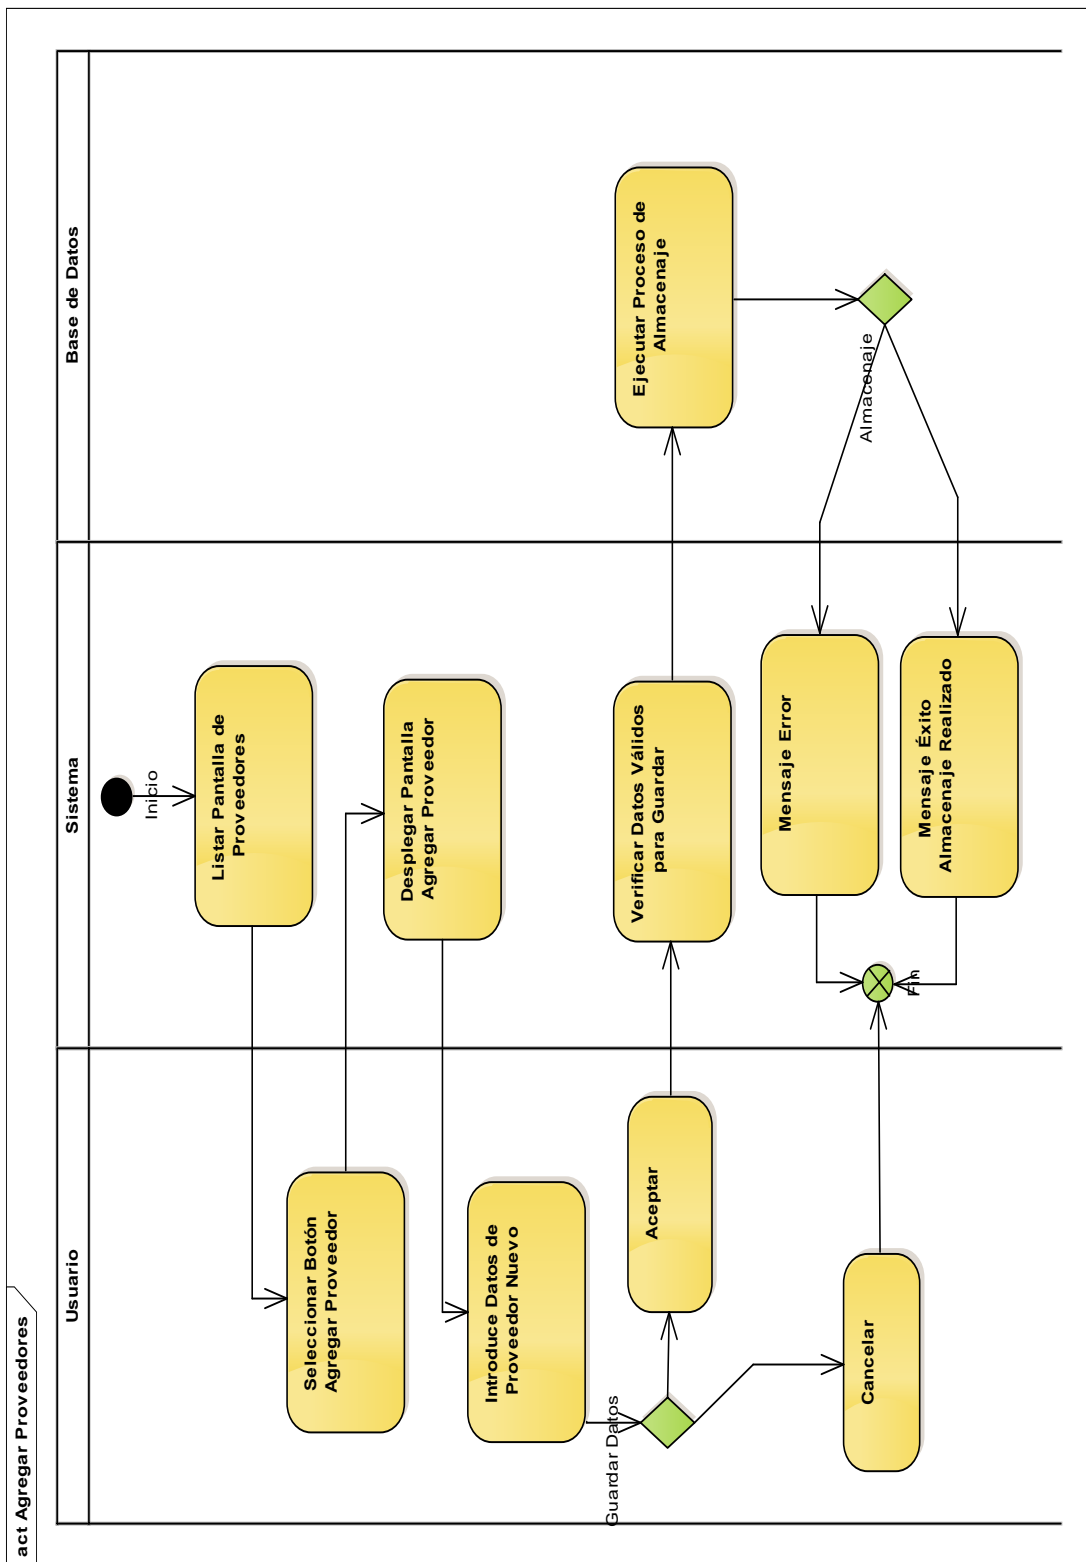 act Agregar Proveedores
Usuario
Sistema
Base de Datos
Inicio
Listar Pantalla de
Proveedores
Seleccionar Botón
Agregar Proveedor
Desplegar Pantalla
Agregar Proveedor
Introduce Datos de
Proveedor Nuevo
Guardar Datos
Aceptar
Cancelar
Verificar Datos Válidos
para Guardar
Ejecutar Proceso de
Almacenaje
Almacenaje
Mensaje Error
Mensaje Éxito
Almacenaje Realizado
Fin